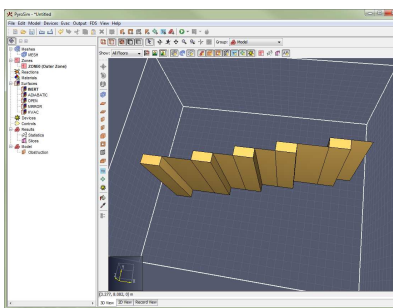 PyroSim - *Untitled
File Edit Model Devices Evac Output FDS View Help
Group: Model
Show: All Floors
Meshes
MESH
Zones
ZONE0 (Outer Zone)
Reactions
Materials
Surfaces
INERT
ADIABATIC
OPEN
MIRROR
HVAC
Devices
Controls
Results
Statistics
Slices
Model
Obstruction
3D View 2D View Record View